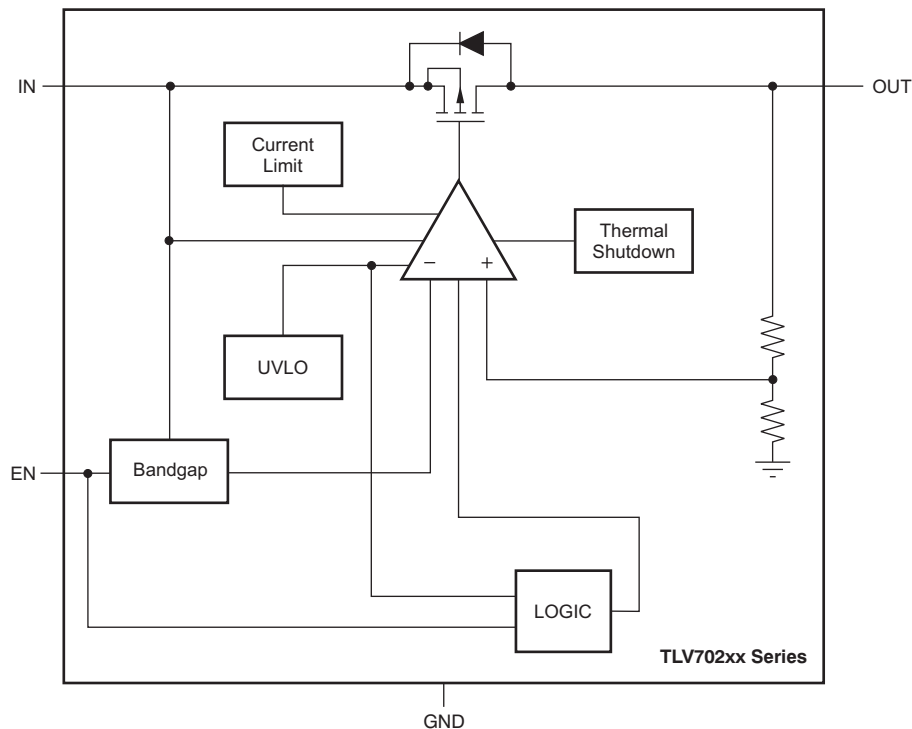 IN
OUT
Current
Limit
Thermal
Shutdown
−
+
UVLO
EN
Bandgap
LOGIC
TLV702xx Series
GND